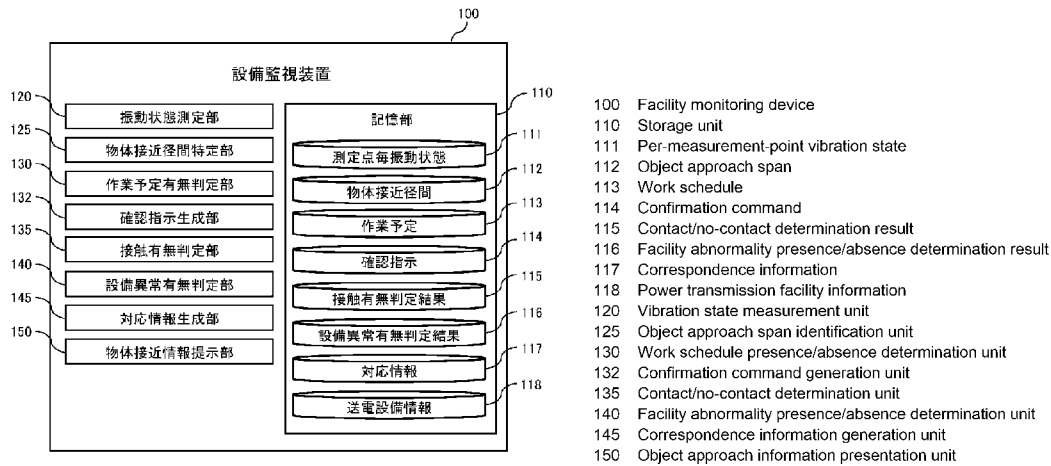 100
設備監視装置
120 振動状態測定部
125 物体接近径間特定部
130 作業予定有無判定部
132 確認指示生成部
135 接触有無判定部
140 設備異常有無判定部
145 対応情報生成部
150 物体接近情報提示部
110
記憶部
測定点毎振動状態 111
物体接近径間 112
作業予定 113
確認指示 114
接触有無判定結果 115
設備異常有無判定結果 116
対応情報 117
送電設備情報 118
100 Facility monitoring device
110 Storage unit
111 Per-measurement-point vibration state
112 Object approach span
113 Work schedule
114 Confirmation command
115 Contact/no-contact determination result
116 Facility abnormality presence/absence determination result
117 Correspondence information
118 Power transmission facility information
120 Vibration state measurement unit
125 Object approach span identification unit
130 Work schedule presence/absence determination unit
132 Confirmation command generation unit
135 Contact/no-contact determination unit
140 Facility abnormality presence/absence determination unit
145 Correspondence information generation unit
150 Object approach information presentation unit